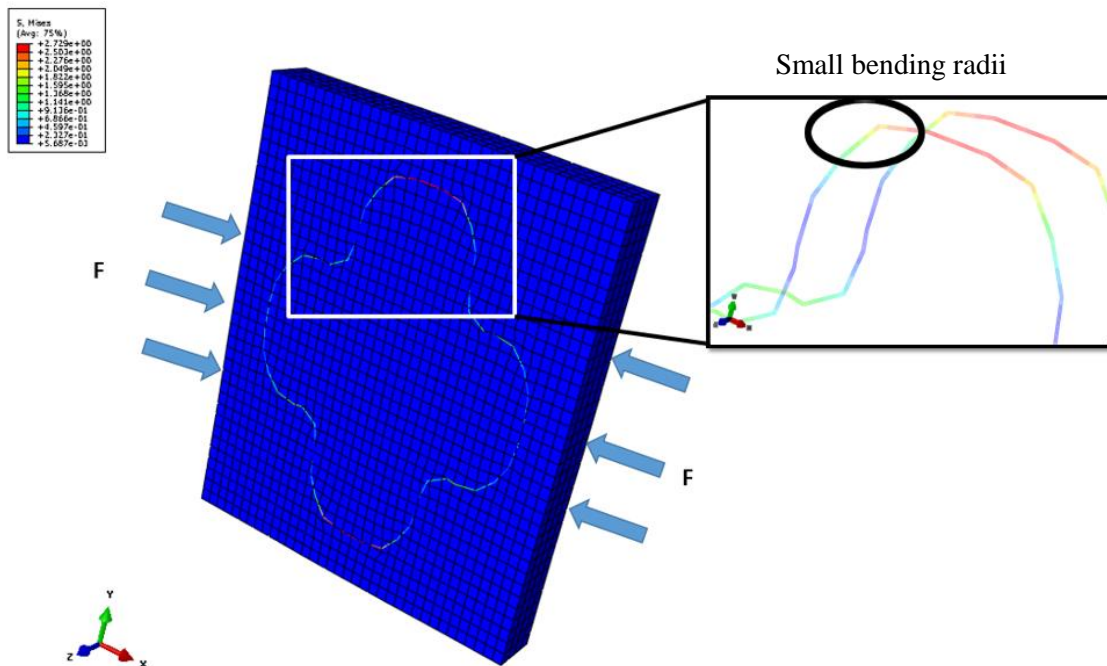 S, Mises
(Avg: 75%)
+2.729e+00
+2.503e+00
+2.276e+00
+2.049e+00
+1.822e+00
+1.595e+00
+1.368e+00
+1.141e+00
+9.136e-01
+6.866e-01
+4.597e-01
+2.327e-01
+5.687e-03
Small bending radii
F
F
Y
Z
X